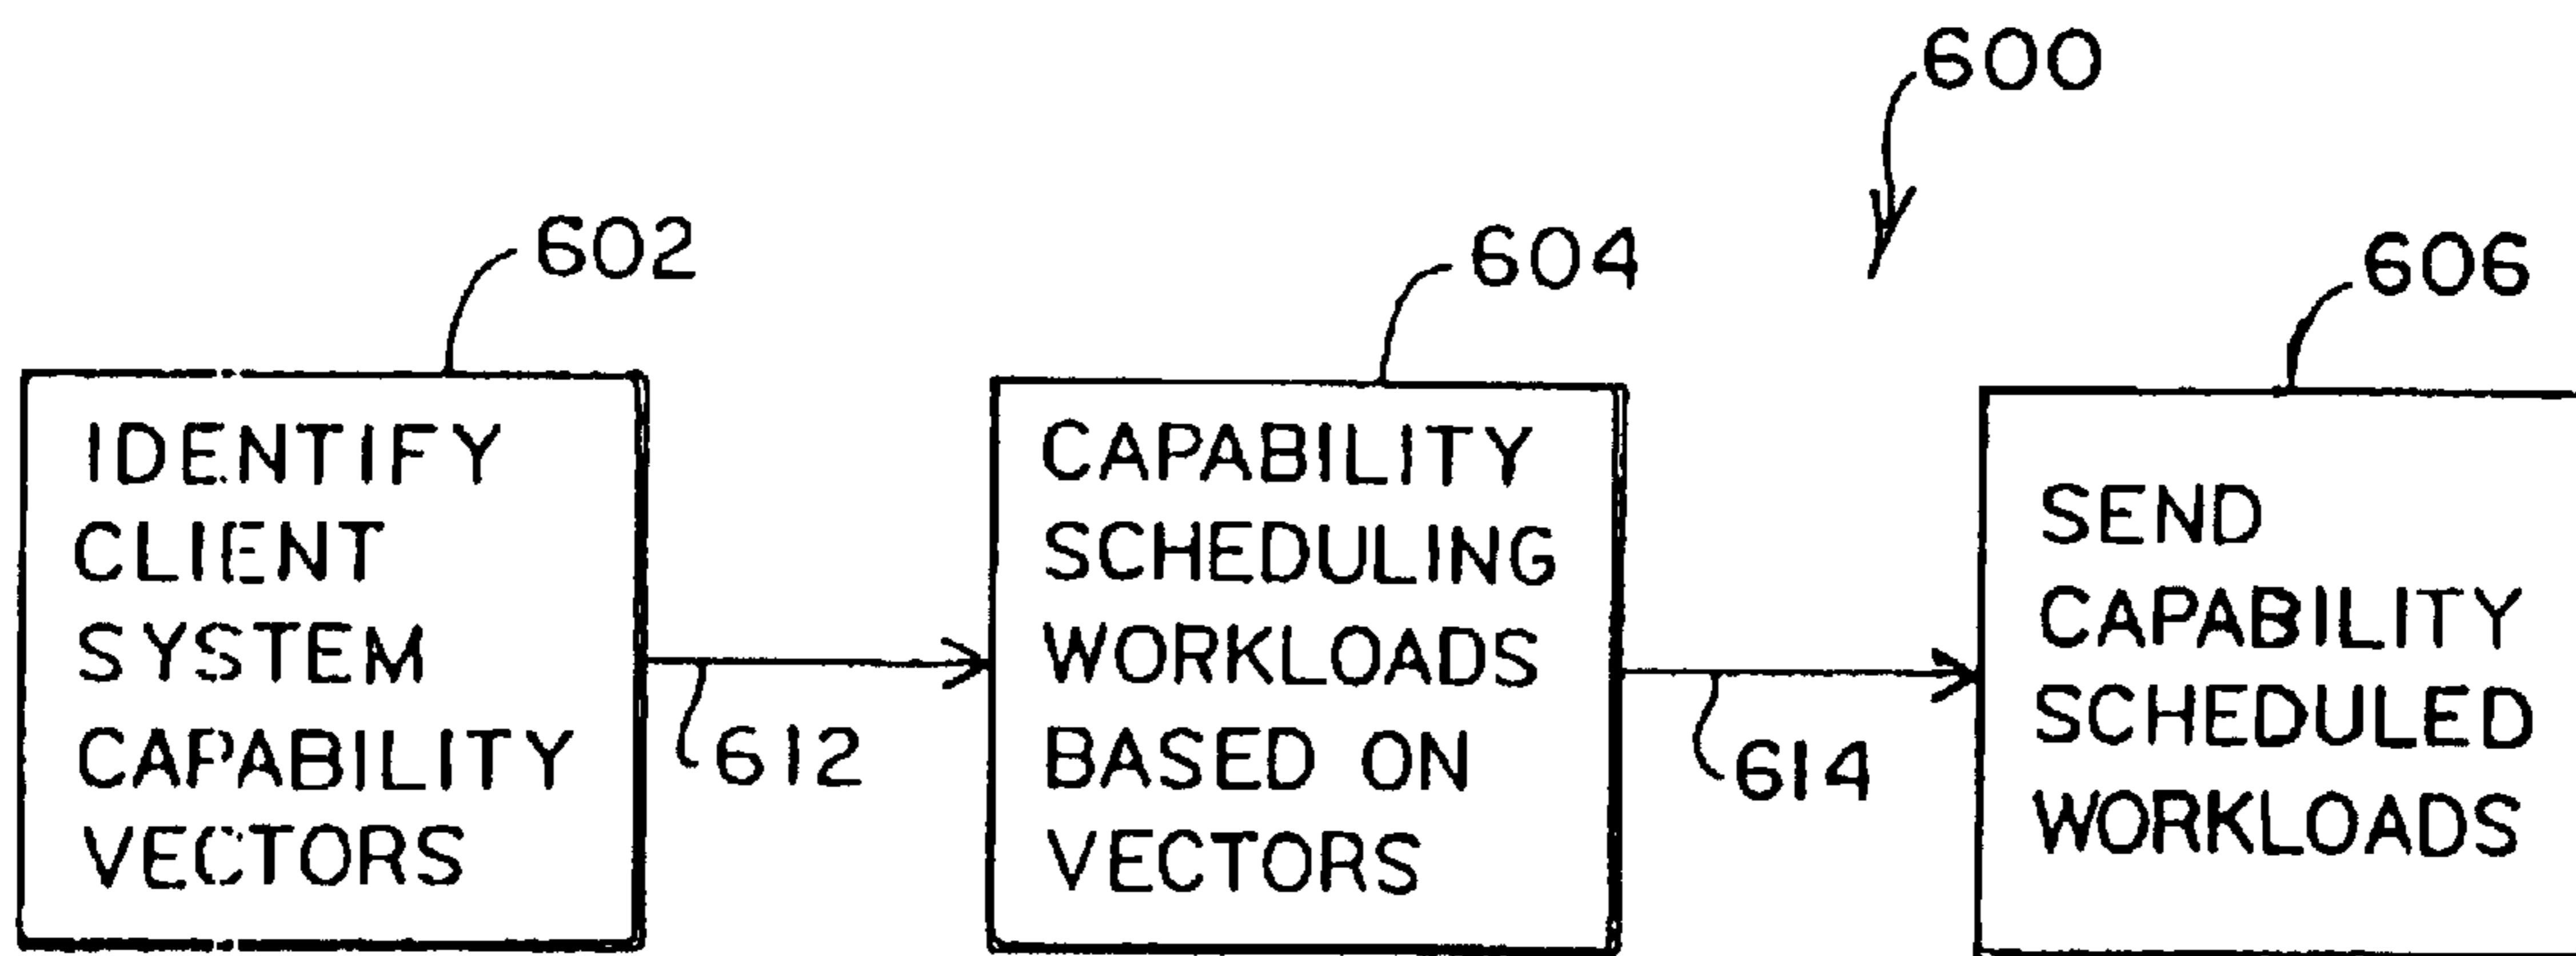 600
602
604
606
IDENTIFY
CLIENT
SYSTEM
CAPABILITY
VECTORS
612
CAPABILITY
SCHEDULING
WORKLOADS
BASED ON
VECTORS
614
SEND
CAPABILITY
SCHEDULED
WORKLOADS